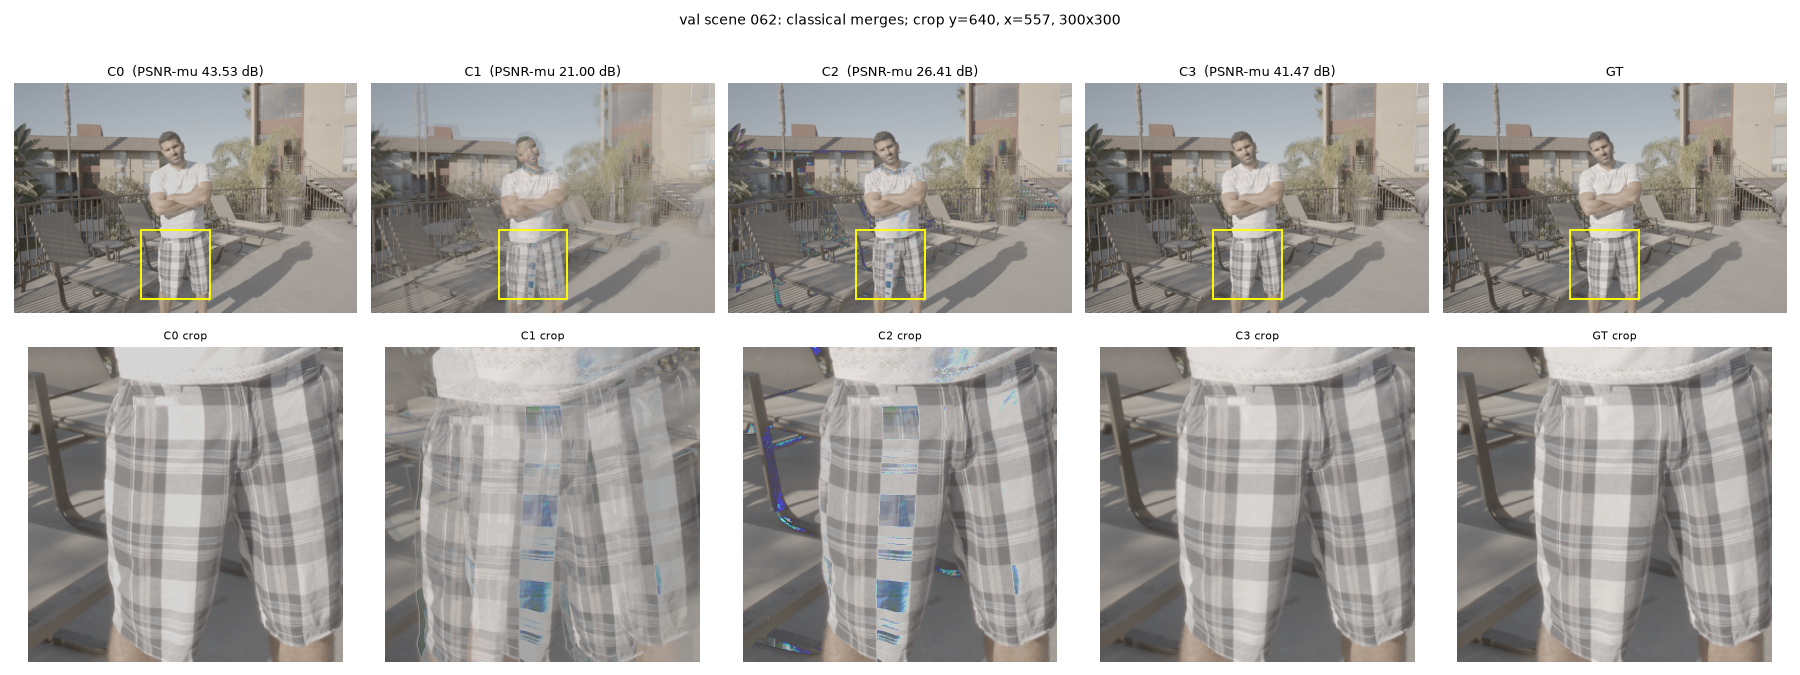 val scene 062: classical merges; crop y=640, x=557, 300x300
C0 (PSNR-mu 43.53 dB)
C1 (PSNR-mu 21.00 dB)
C2 (PSNR-mu 26.41 dB)
C3 (PSNR-mu 41.47 dB)
GT
C0 crop
C1 crop
C2 crop
C3 crop
GT crop